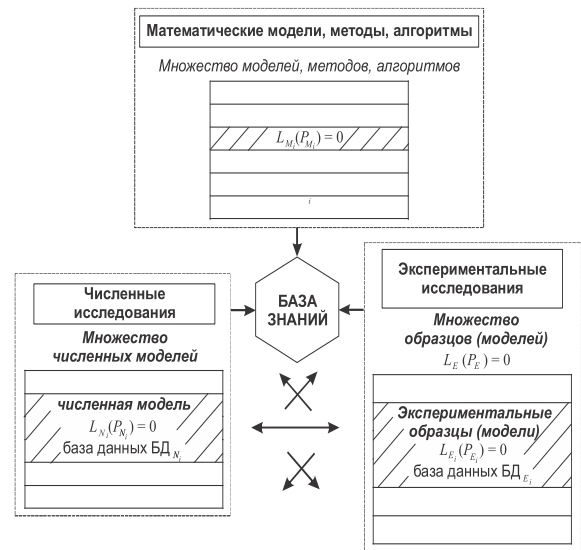 Математические модели, методы, алгоритмы
Множество моделей, методов, алгоритмов
L_{M_i}(P_{M_i}) = 0
i
БАЗА
ЗНАНИЙ
Численные
исследования
Множество
численных моделей
численная модель
L_{N_i}(P_{N_i}) = 0
база данных БД_{N_i}
Экспериментальные
исследования
Множество
образцов (моделей)
L_E(P_E) = 0
Экспериментальные
образцы (модели)
L_{E_i}(P_{E_i}) = 0
база данных БД_{E_i}